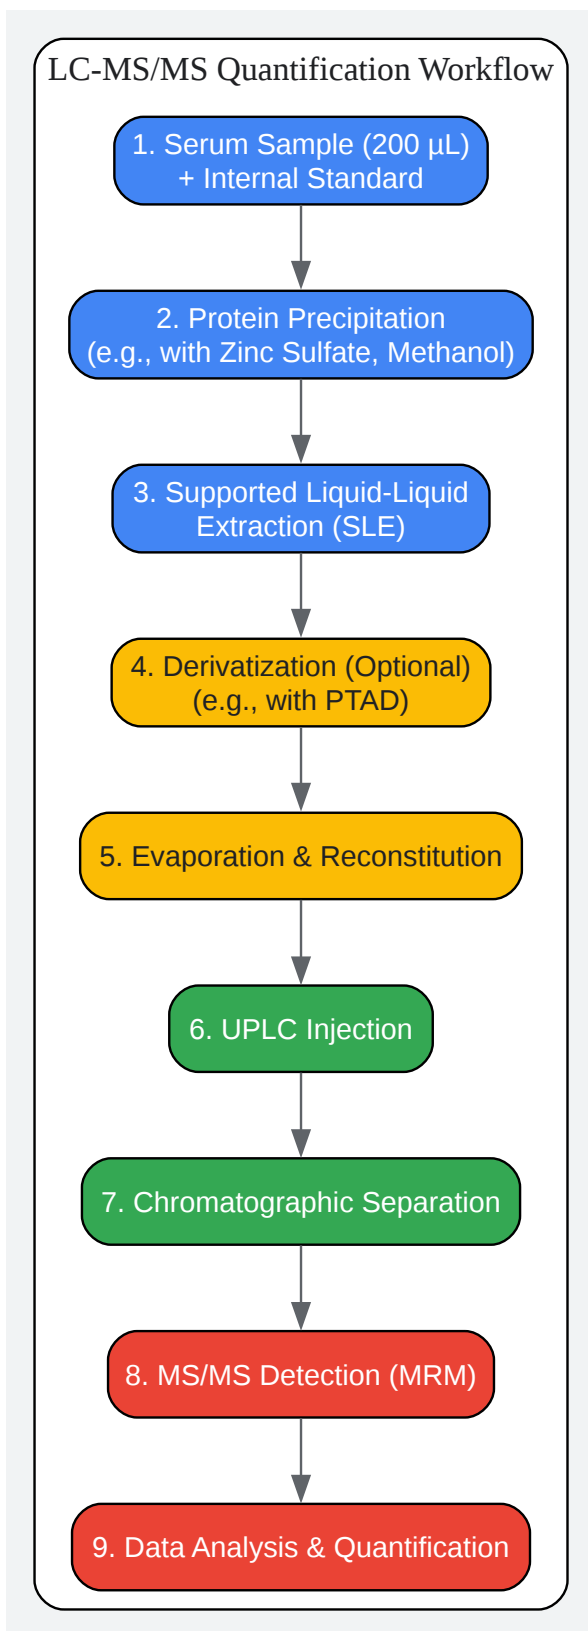 LC-MS/MS Quantification Workflow
1. Serum Sample (200 µL)
+ Internal Standard
2. Protein Precipitation
(e.g., with Zinc Sulfate, Methanol)
3. Supported Liquid-Liquid
Extraction (SLE)
4. Derivatization (Optional)
(e.g., with PTAD)
5. Evaporation & Reconstitution
6. UPLC Injection
7. Chromatographic Separation
8. MS/MS Detection (MRM)
9. Data Analysis & Quantification